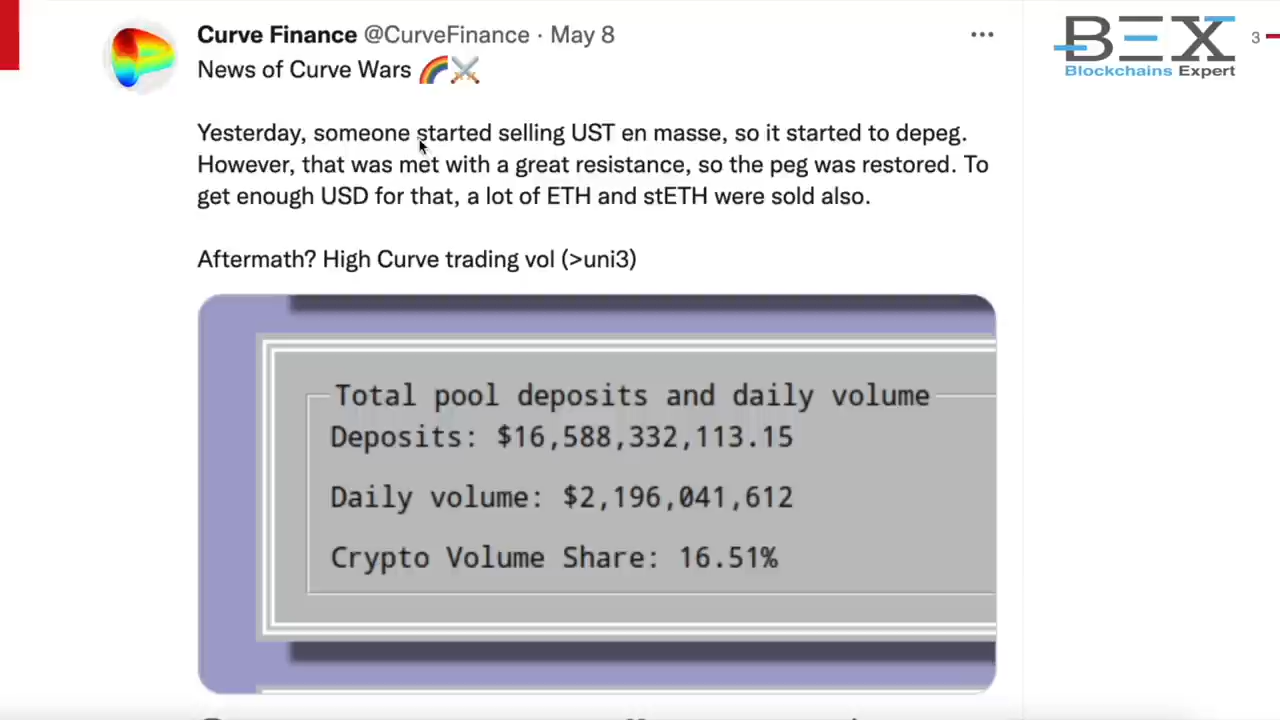 Curve Finance @CurveFinance · May 8
News of Curve Wars 🌈⚔️
Yesterday, someone started selling UST en masse, so it started to depeg.
However, that was met with a great resistance, so the peg was restored. To
get enough USD for that, a lot of ETH and stETH were sold also.
Aftermath? High Curve trading vol (>uni3)
Total pool deposits and daily volume
Deposits: $16,588,332,113.15
Daily volume: $2,196,041,612
Crypto Volume Share: 16.51%
BEX
Blockchains Expert
3